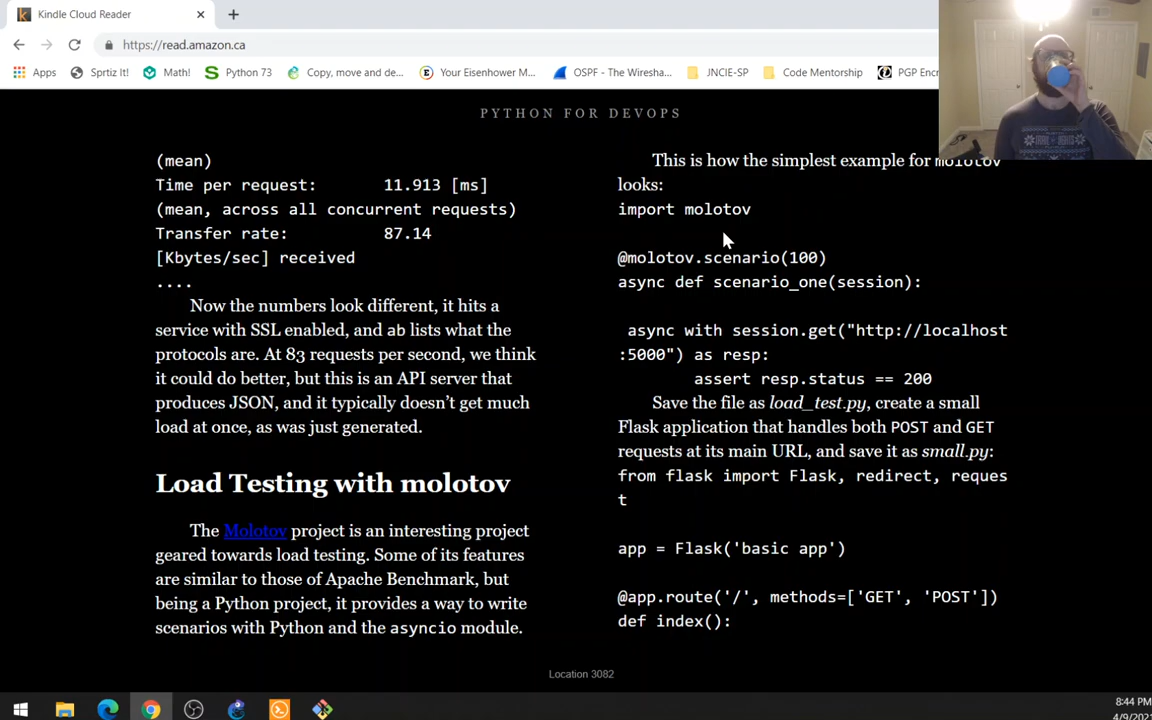 Kindle Cloud Reader
https://read.amazon.ca
Apps
Sprtiz It!
Math!
Python 73
Copy, move and de...
Your Eisenhower M...
OSPF - The Wiresha...
JNCIE-SP
Code Mentorship
PGP Encr
PYTHON FOR DEVOPS
(mean)
Time per request: 11.913 [ms]
(mean, across all concurrent requests)
Transfer rate: 87.14
[Kbytes/sec] received
....
Now the numbers look different, it hits a
service with SSL enabled, and ab lists what the
protocols are. At 83 requests per second, we think
it could do better, but this is an API server that
produces JSON, and it typically doesn't get much
load at once, as was just generated.
Load Testing with molotov
The Molotov project is an interesting project
geared towards load testing. Some of its features
are similar to those of Apache Benchmark, but
being a Python project, it provides a way to write
scenarios with Python and the asyncio module.
This is how the simplest example for molotov
looks:
import molotov
@molotov.scenario(100)
async def scenario_one(session):
async with session.get("http://localhost
:5000") as resp:
assert resp.status == 200
Save the file as load_test.py, create a small
Flask application that handles both POST and GET
requests at its main URL, and save it as small.py:
from flask import Flask, redirect, reques
t
app = Flask('basic app')
@app.route('/', methods=['GET', 'POST'])
def index():
Location 3082
8:44 PM